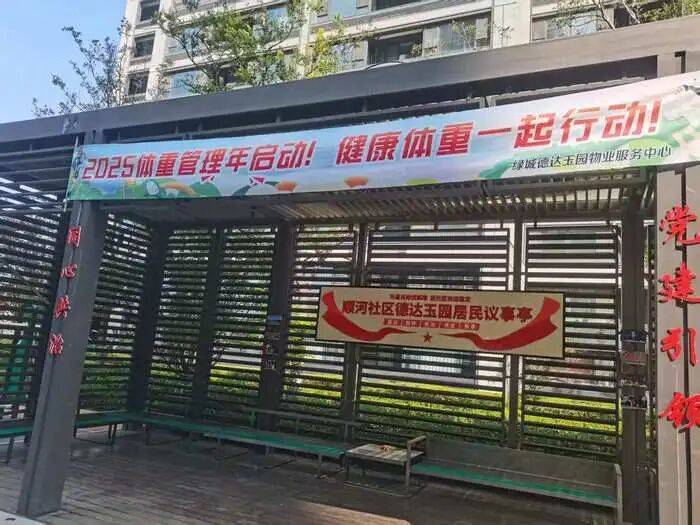 2025体重管理年启动！ 健康体重一起行动！
绿城德达玉园物业服务中心
同心共治
顺河社区德达玉园居民议事亭
党建引领